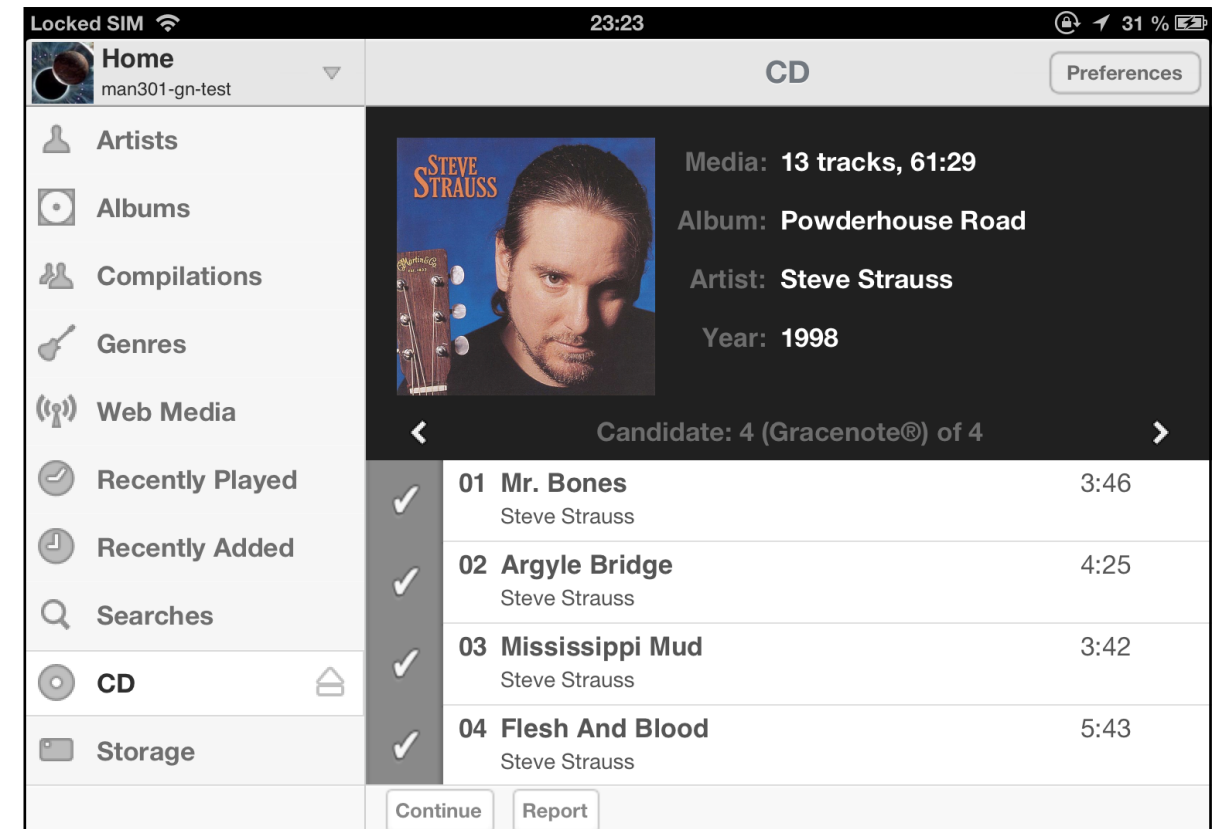 Locked SIM
23:23
31 %
Home
man301-gn-test
CD
Preferences
Artists
Albums
Compilations
Genres
Web Media
Recently Played
Recently Added
Searches
CD
Storage
STEVE
STRAUSS
Martin & Co
Media: 13 tracks, 61:29
Album: Powderhouse Road
Artist: Steve Strauss
Year: 1998
Candidate: 4 (Gracenote®) of 4
01 Mr. Bones 3:46
Steve Strauss
02 Argyle Bridge 4:25
Steve Strauss
03 Mississippi Mud 3:42
Steve Strauss
04 Flesh And Blood 5:43
Steve Strauss
Continue
Report